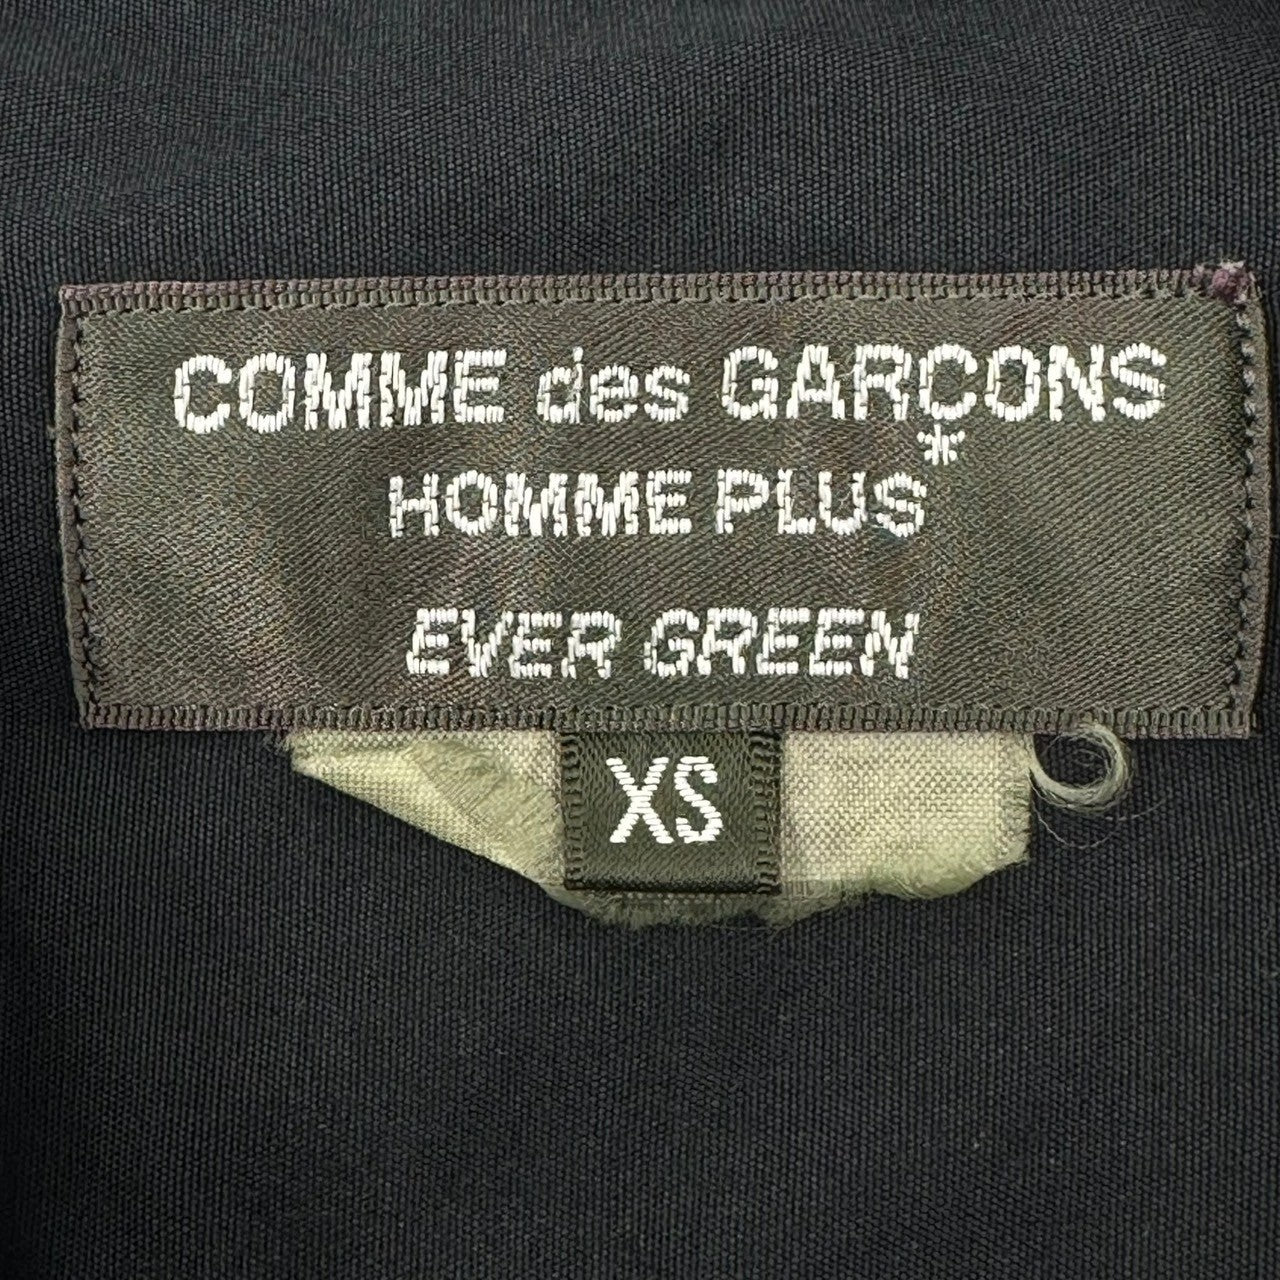 COMME des GARÇONS
HOMME PLUS*
EVER GREEN
XS